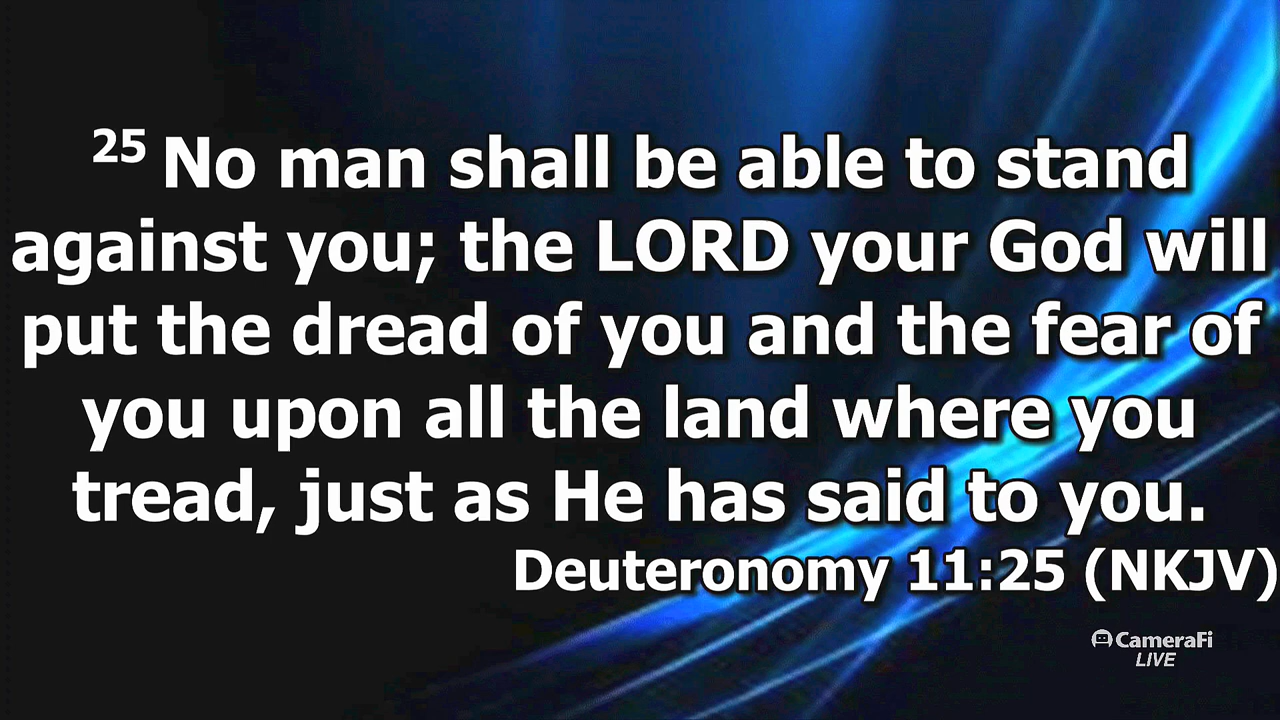 25 No man shall be able to stand
against you; the LORD your God will
put the dread of you and the fear of
you upon all the land where you
tread, just as He has said to you.
Deuteronomy 11:25 (NKJV)
CameraFi
LIVE